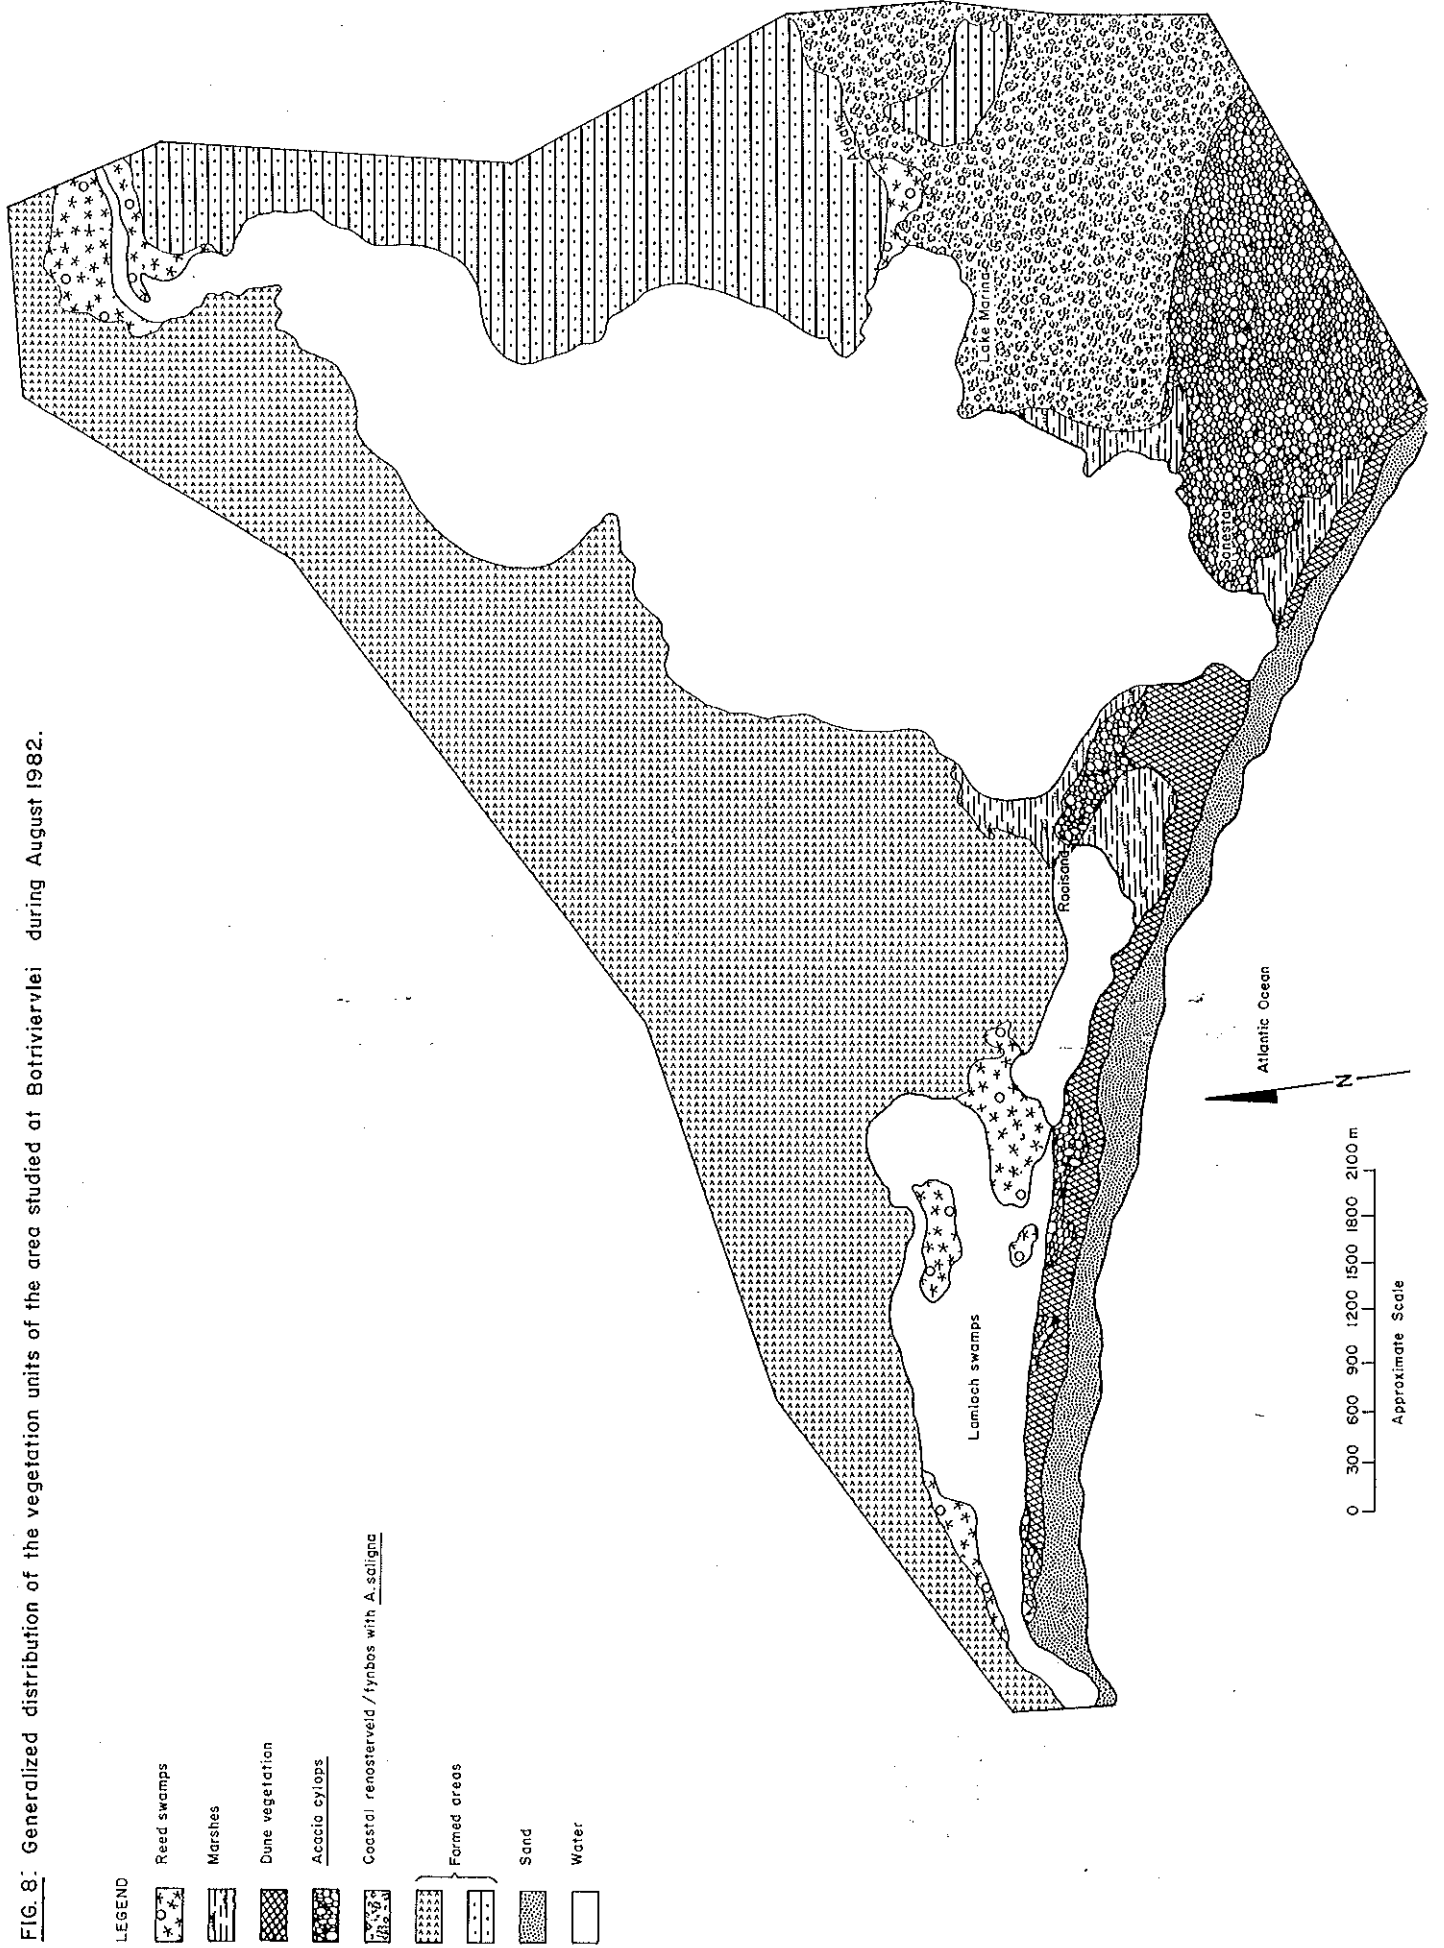 FIG. 8: Generalized distribution of the vegetation units of the area studied at Botriviervlei during August 1982.
LEGEND
Reed swamps
Marshes
Dune vegetation
Acacia cylops
Coastal renosterveld / fynbos with A. saligna
Farmed areas
Sand
Water
Lamloch swamps
Rooisand
Sonesta
Lake Marina
Atlantic Ocean
N
0 300 600 900 1200 1500 1800 2100 m
Approximate Scale